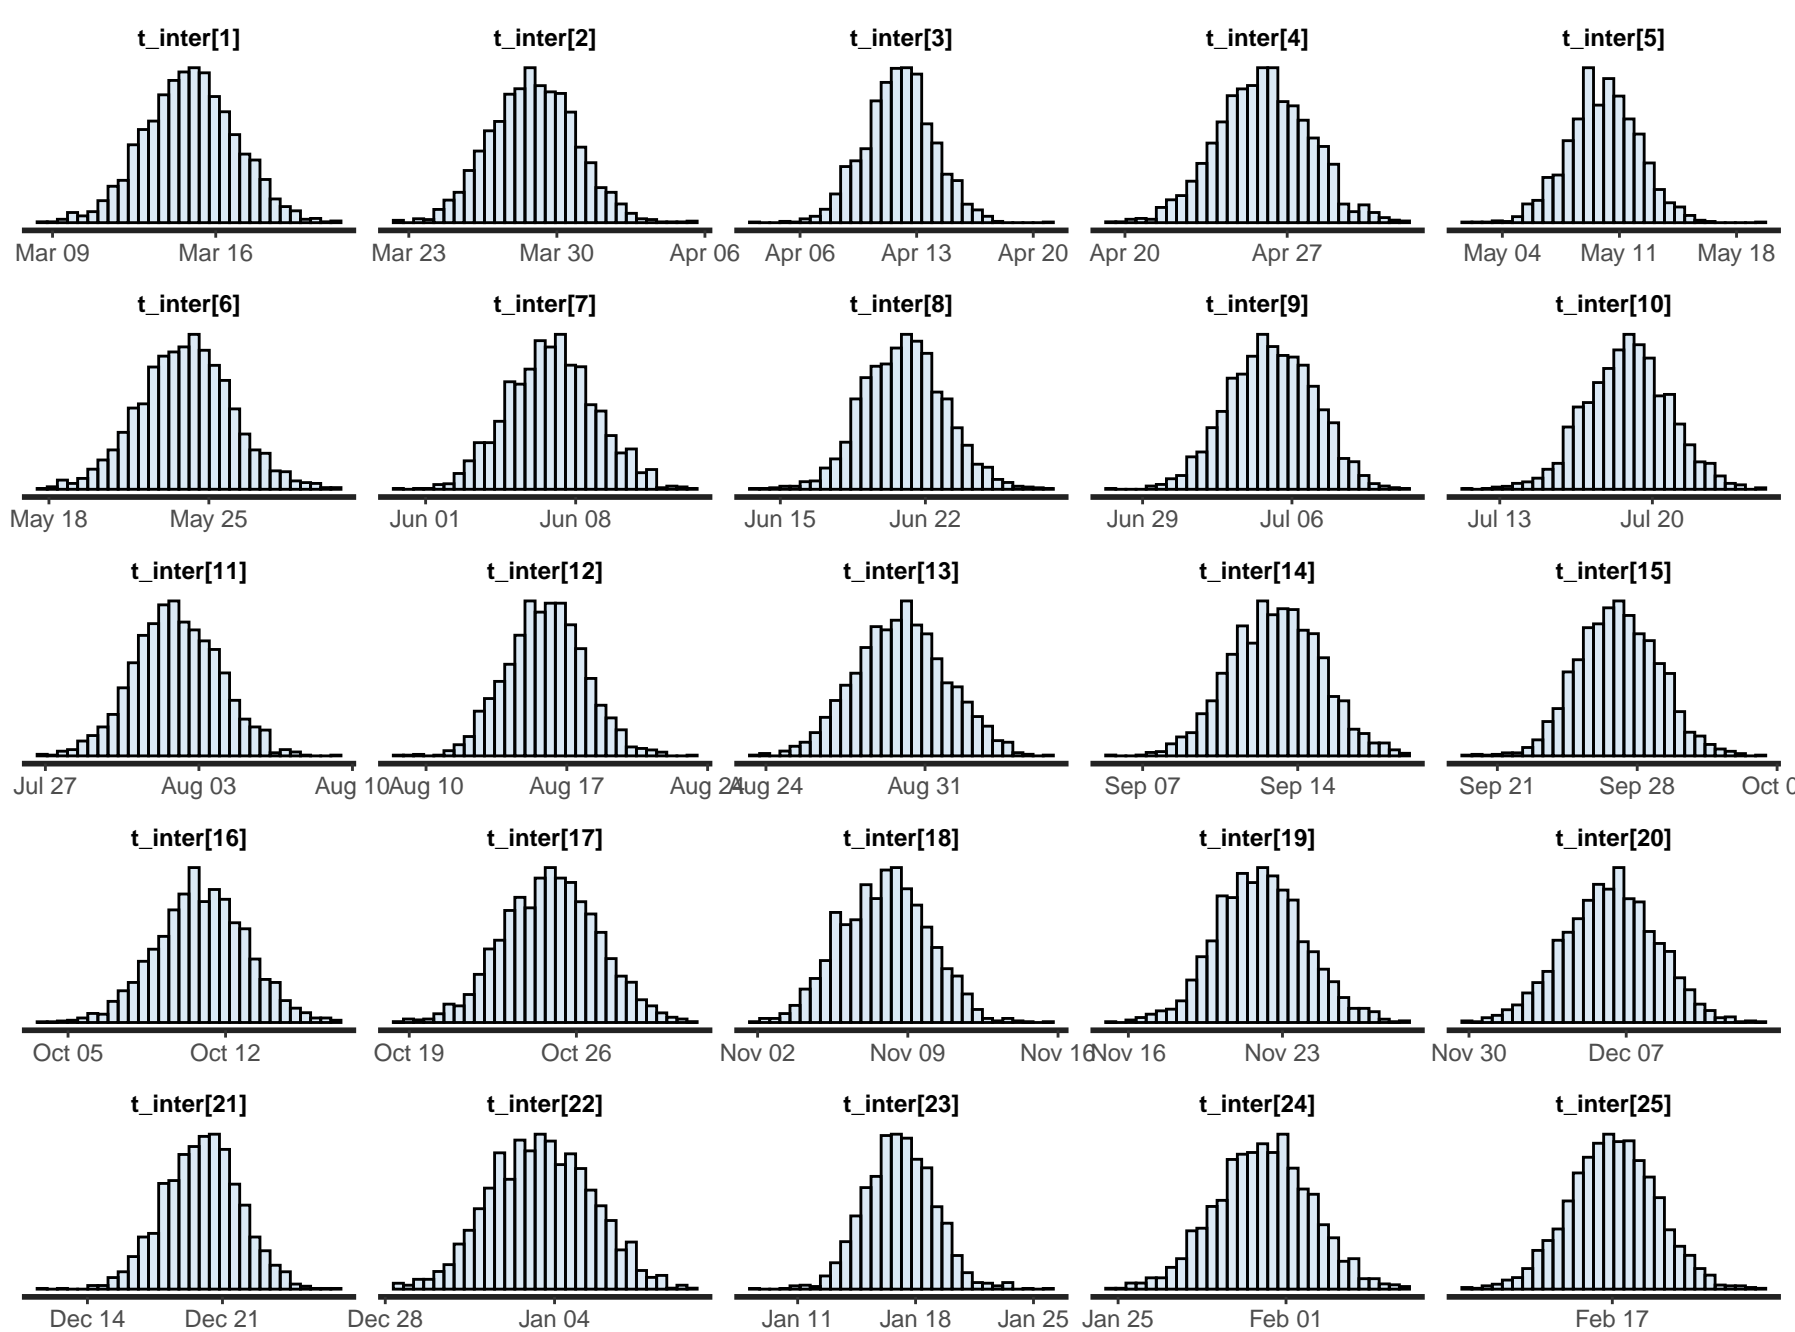 t_inter[1] t_inter[2] t_inter[3] t_inter[4] t_inter[5]
Mar 09 Mar 16 Mar 23 Mar 30 Apr 06 Apr 06 Apr 13 Apr 20 Apr 20 Apr 27 May 04 May 11 May 18
t_inter[6] t_inter[7] t_inter[8] t_inter[9] t_inter[10]
May 18 May 25 Jun 01 Jun 08 Jun 15 Jun 22 Jun 29 Jul 06 Jul 13 Jul 20
t_inter[11] t_inter[12] t_inter[13] t_inter[14] t_inter[15]
Jul 27 Aug 03 Aug 10 Aug 10 Aug 17 Aug 24 Aug 24 Aug 31 Sep 07 Sep 14 Sep 21 Sep 28 Oct
t_inter[16] t_inter[17] t_inter[18] t_inter[19] t_inter[20]
Oct 05 Oct 12 Oct 19 Oct 26 Nov 02 Nov 09 Nov 16 Nov 16 Nov 23 Nov 30 Dec 07
t_inter[21] t_inter[22] t_inter[23] t_inter[24] t_inter[25]
Dec 14 Dec 21 Dec 28 Jan 04 Jan 11 Jan 18 Jan 25 Jan 25 Feb 01 Feb 17